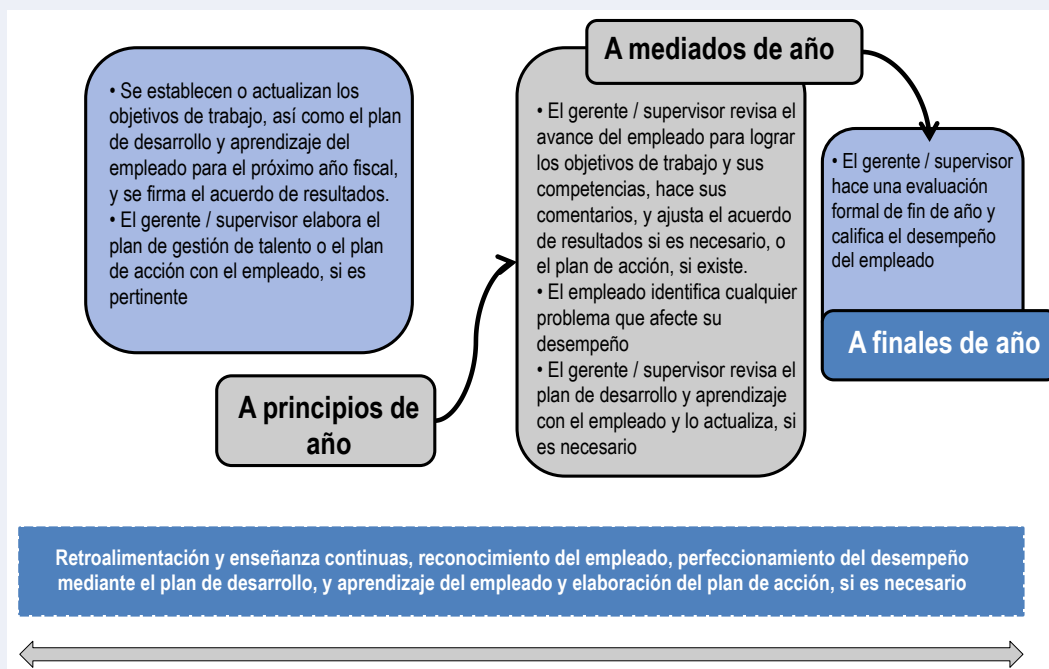 • Se establecen o actualizan los
objetivos de trabajo, así como el plan
de desarrollo y aprendizaje del
empleado para el próximo año fiscal,
y se firma el acuerdo de resultados.
• El gerente / supervisor elabora el
plan de gestión de talento o el plan
de acción con el empleado, si es
pertinente
A principios de
año
A mediados de año
• El gerente / supervisor revisa el
avance del empleado para lograr
los objetivos de trabajo y sus
competencias, hace sus
comentarios, y ajusta el acuerdo
de resultados si es necesario, o
el plan de acción, si existe.
• El empleado identifica cualquier
problema que afecte su
desempeño
• El gerente / supervisor revisa el
plan de desarrollo y aprendizaje
con el empleado y lo actualiza, si
es necesario
• El gerente / supervisor
hace una evaluación
formal de fin de año y
califica el desempeño
del empleado
A finales de año
Retroalimentación y enseñanza continuas, reconocimiento del empleado, perfeccionamiento del desempeño
mediante el plan de desarrollo, y aprendizaje del empleado y elaboración del plan de acción, si es necesario